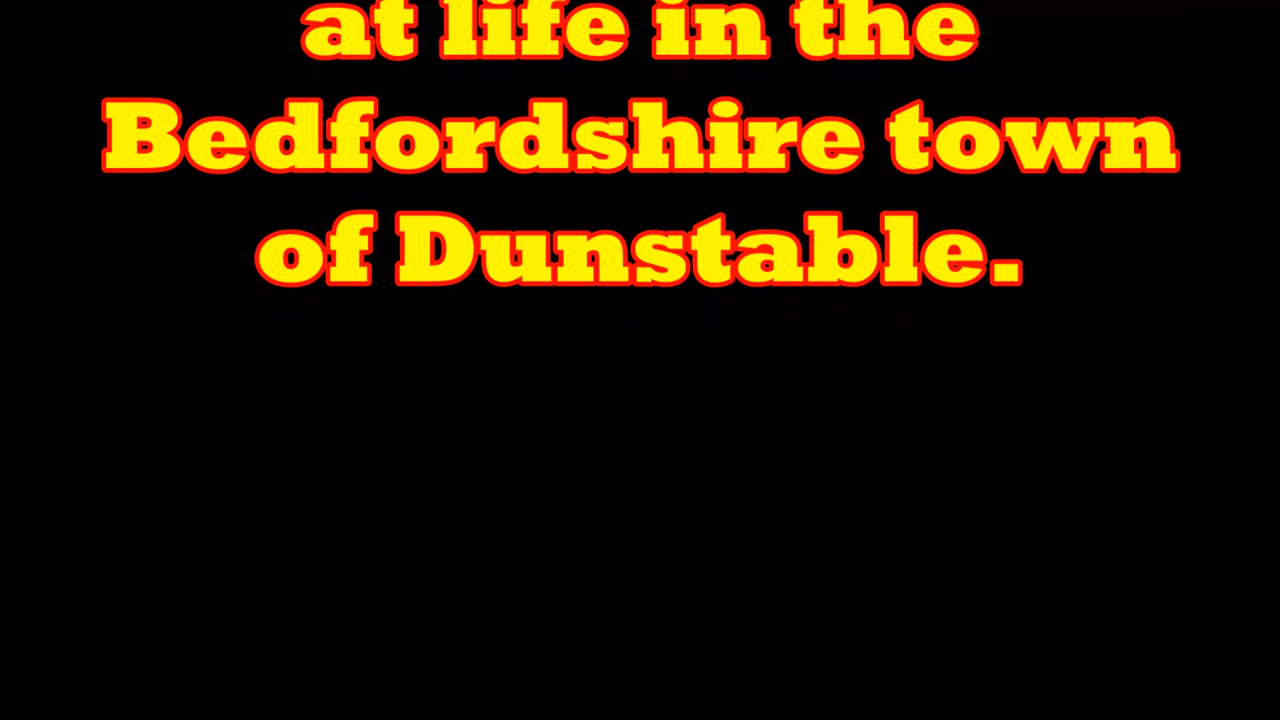 at life in the
Bedfordshire town
of Dunstable.